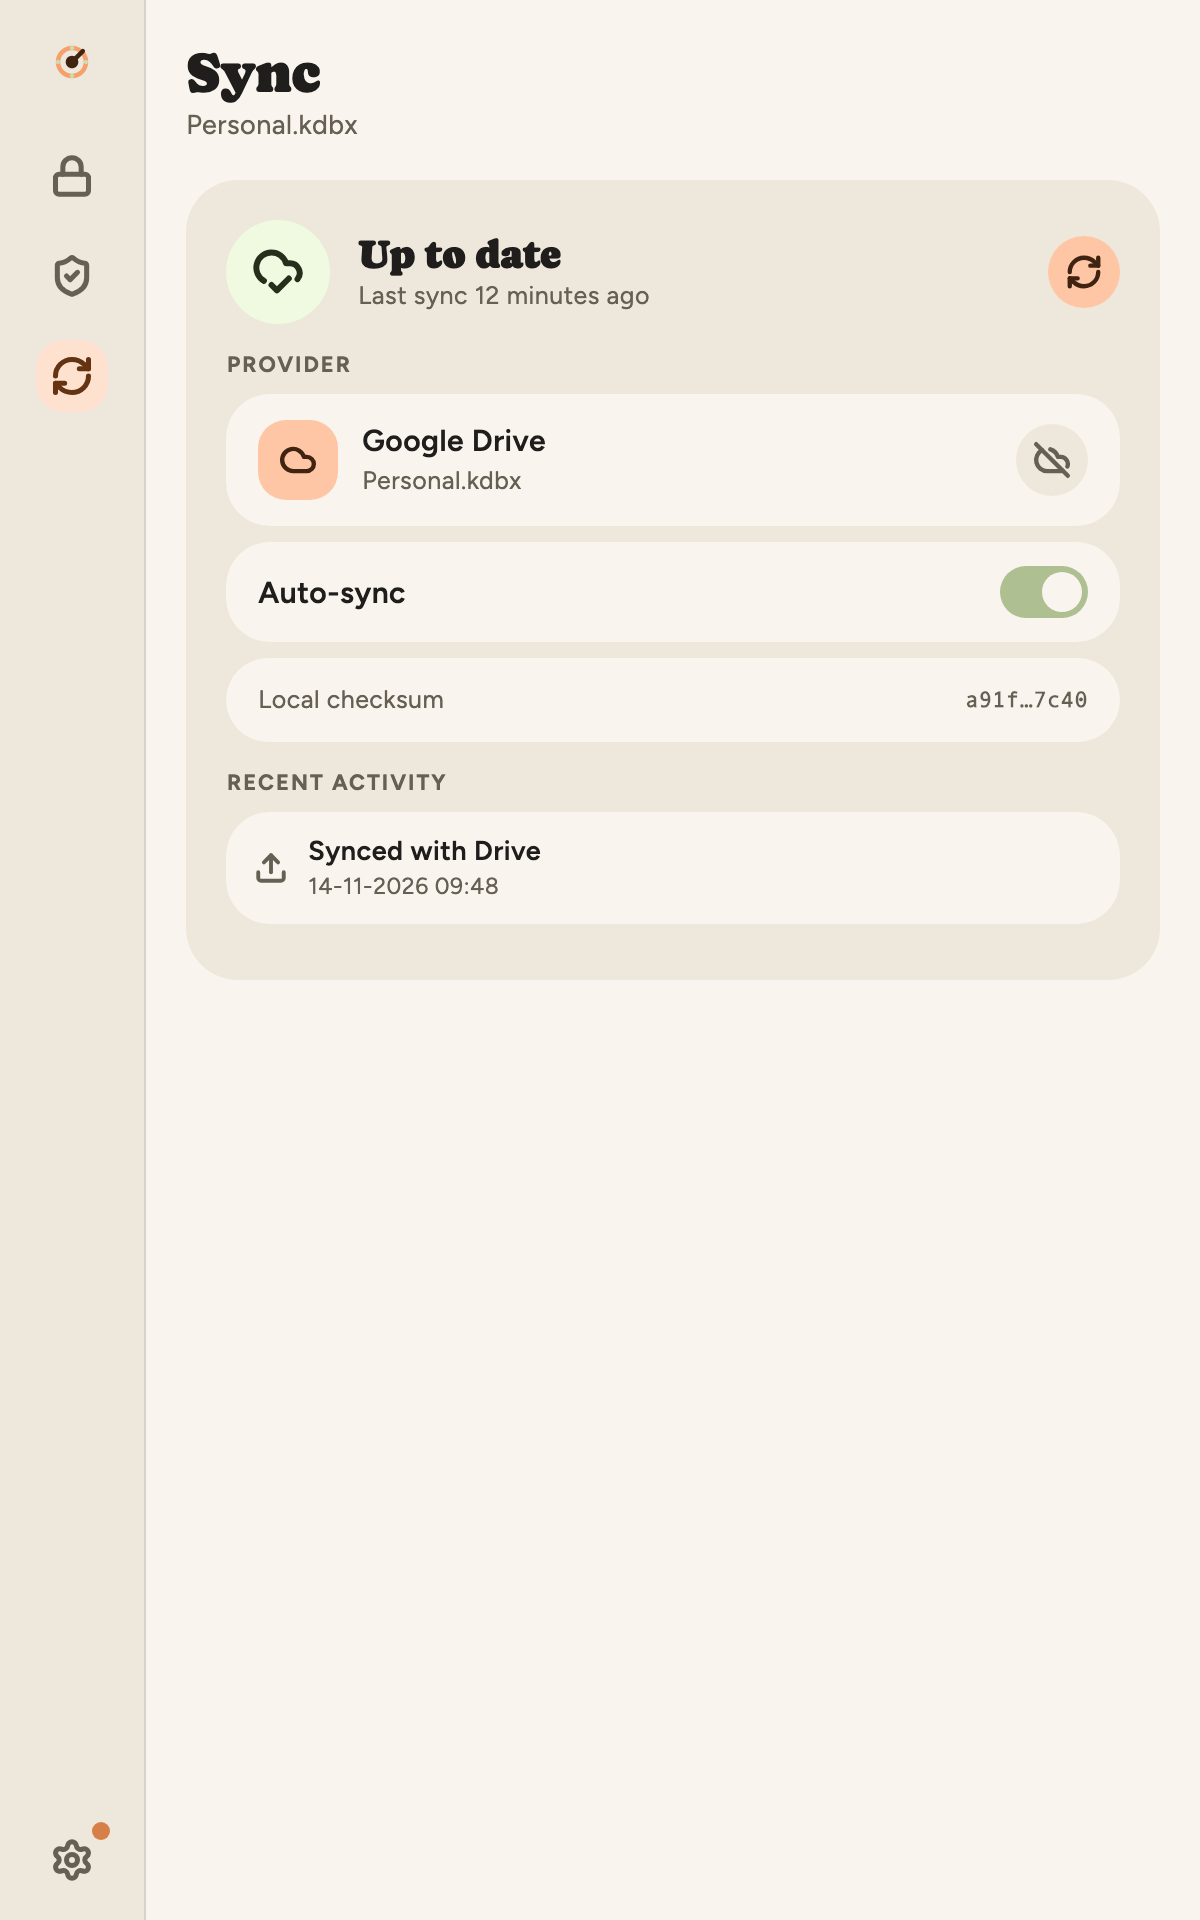 Sync
Personal.kdbx
Up to date
Last sync 12 minutes ago
PROVIDER
Google Drive
Personal.kdbx
Auto-sync
Local checksum
a91f…7c40
RECENT ACTIVITY
Synced with Drive
14-11-2026 09:48